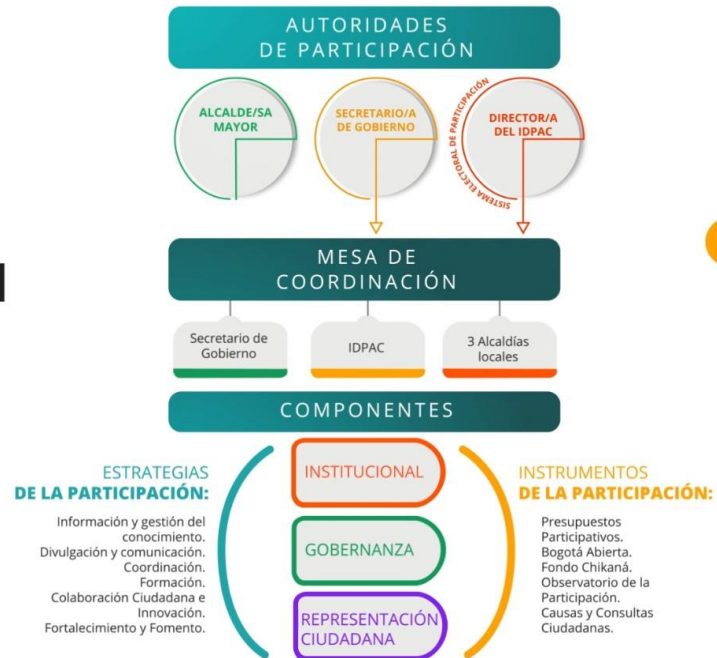 AUTORIDADES
DE PARTICIPACIÓN
ALCALDE/SA
MAYOR
SECRETARIO/A
DE GOBIERNO
SISTEMA ELECTORAL DE PARTICIPACIÓN
DIRECTOR/A
DEL IDPAC
MESA DE
COORDINACIÓN
Secretario de
Gobierno
IDPAC
3 Alcaldías
locales
COMPONENTES
ESTRATEGIAS
DE LA PARTICIPACIÓN:
Información y gestión del
conocimiento.
Divulgación y comunicación.
Coordinación.
Formación.
Colaboración Ciudadana e
Innovación.
Fortalecimiento y Fomento.
INSTITUCIONAL
GOBERNANZA
REPRESENTACIÓN
CIUDADANA
INSTRUMENTOS
DE LA PARTICIPACIÓN:
Presupuestos
Participativos.
Bogotá Abierta.
Fondo Chikaná.
Observatorio de la
Participación.
Causas y Consultas
Ciudadanas.